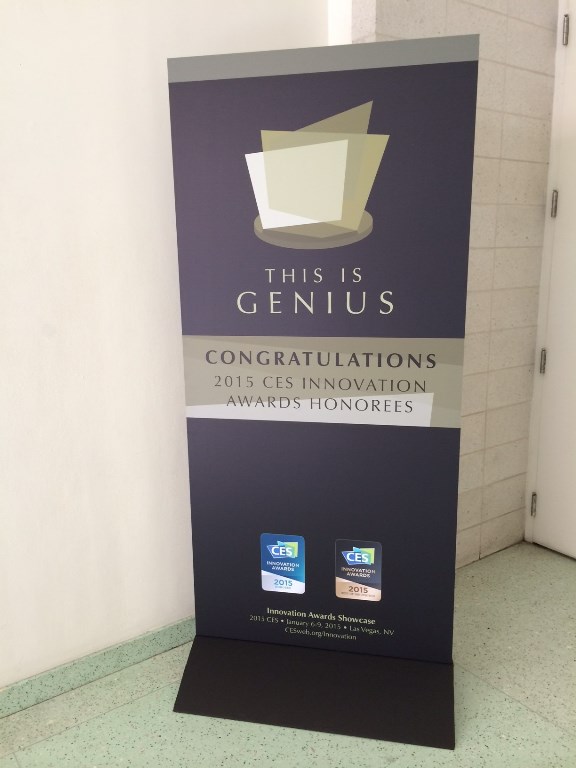 THIS IS
GENIUS
CONGRATULATIONS
2015 CES INNOVATION
AWARDS HONOREES
CES
INNOVATION
AWARDS
2015
CES
INNOVATION
AWARDS
2015
Innovation Awards Showcase
2015 CES • January 6-9, 2015 • Las Vegas, NV
CESweb.org/innovation